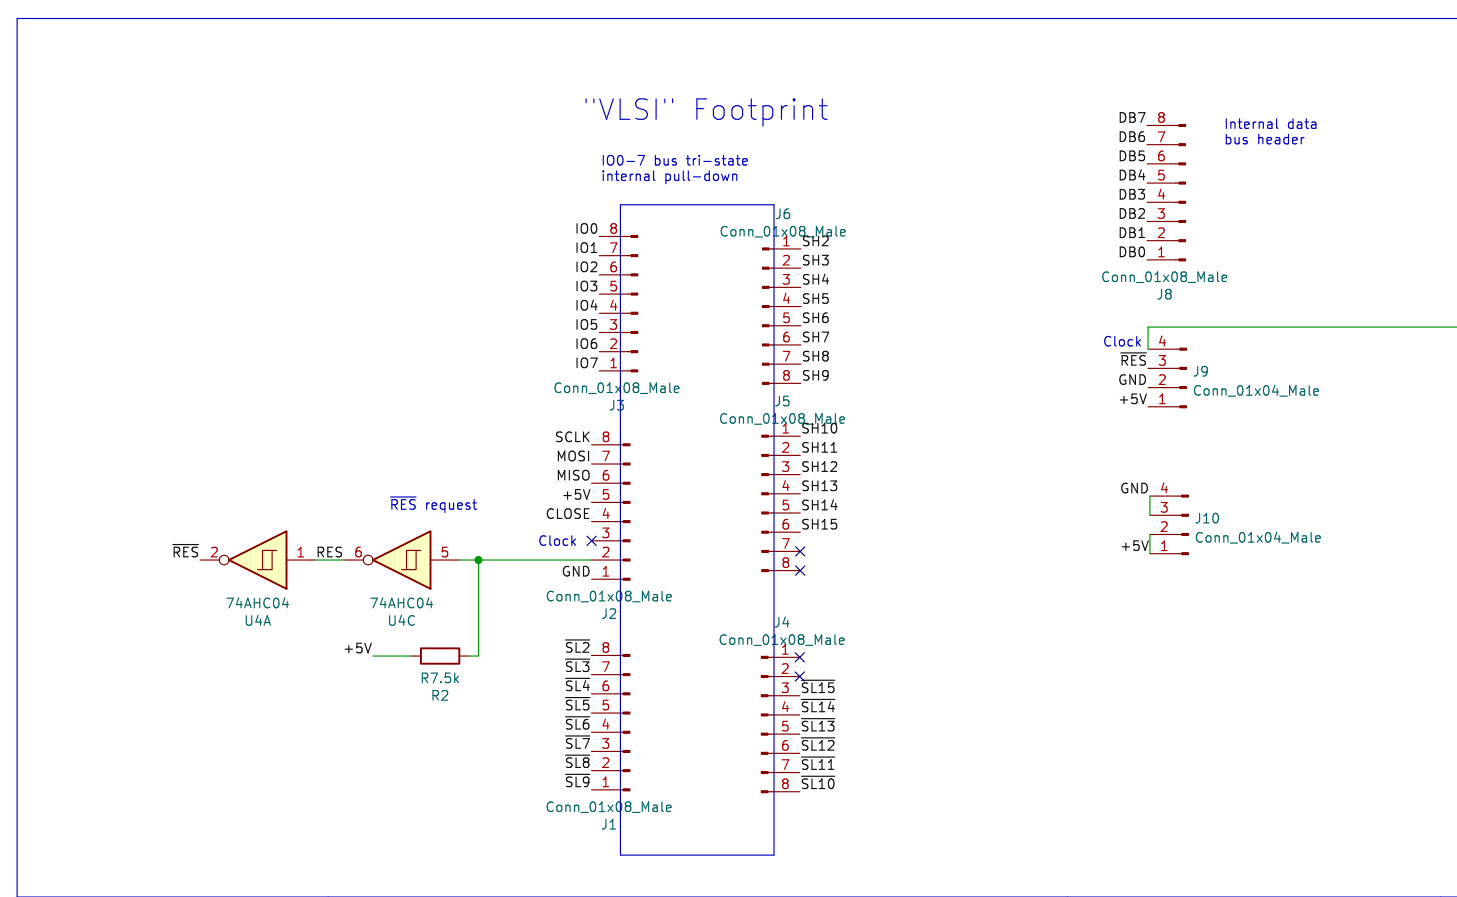 "VLSI" Footprint
IO0-7 bus tri-state
internal pull-down
J6
Conn_01x08_Male
IO0 8
IO1 7
IO2 6
IO3 5
IO4 4
IO5 3
IO6 2
IO7 1
Conn_01x08_Male
J3
1 SH2
2 SH3
3 SH4
4 SH5
5 SH6
6 SH7
7 SH8
8 SH9
J5
Conn_01x08_Male
1 SH10
2 SH11
3 SH12
4 SH13
5 SH14
6 SH15
7
8
SCLK 8
MOSI 7
MISO 6
+5V 5
CLOSE 4
Clock 3
2
GND 1
Conn_01x08_Male
J2
RES request
RES 2
1 RES 6
5
74AHC04
U4A
74AHC04
U4C
+5V
R7.5k
R2
J4
Conn_01x08_Male
1
2
3 SL15
4 SL14
5 SL13
6 SL12
7 SL11
8 SL10
SL2 8
SL3 7
SL4 6
SL5 5
SL6 4
SL7 3
SL8 2
SL9 1
Conn_01x08_Male
J1
DB7 8
DB6 7
DB5 6
DB4 5
DB3 4
DB2 3
DB1 2
DB0 1
Conn_01x08_Male
J8
Internal data
bus header
Clock 4
RES 3
GND 2
+5V 1
J9
Conn_01x04_Male
GND 4
3
2
+5V 1
J10
Conn_01x04_Male